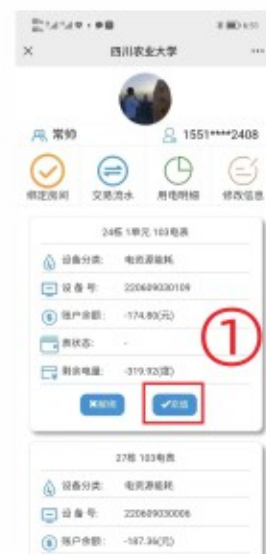 四川农业大学
常帅
1551****2408
绑定房间
交易流水
用电明细
修改信息
24栋 1单元 103电表
设备分类: 电资源能耗
设备号: 220609030109
账户余额: -174.80(元)
表状态: -
剩余电量: -319.92(度)
充值
①
27栋 103电表
设备分类: 电资源能耗
设备号: 220609030006
账户余额: -187.36(元)